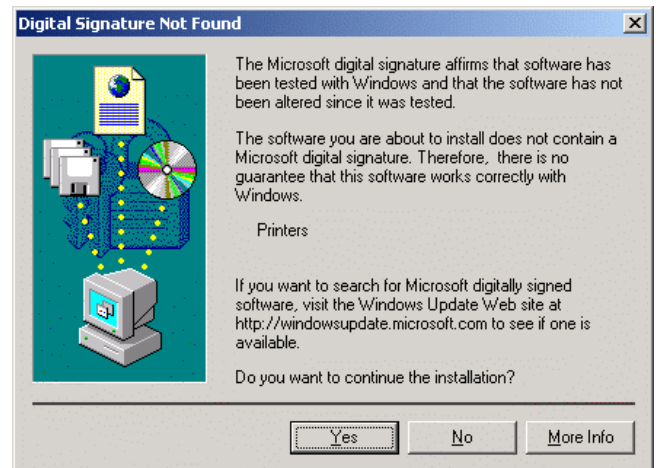 Digital Signature Not Found
The Microsoft digital signature affirms that software has
been tested with Windows and that the software has not
been altered since it was tested.
The software you are about to install does not contain a
Microsoft digital signature. Therefore,  there is no
guarantee that this software works correctly with
Windows.
Printers
If you want to search for Microsoft digitally signed
software, visit the Windows Update Web site at
http://windowsupdate.microsoft.com to see if one is
available.
Do you want to continue the installation?
Yes No More Info